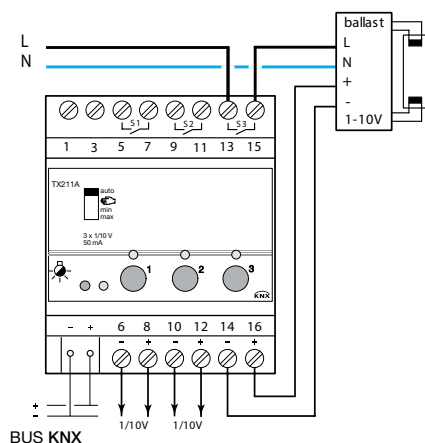 ballast
L L
N N
+
-
1-10V
S1 S2 S3
1 3 5 7 9 11 13 15
TX211A
auto
min
max
3 x 1/10 V
50 mA
1 2 3
KNX
- + 6 8 10 12 14 16
- + - + - + 
+
-
1/10V 1/10V
BUS KNX